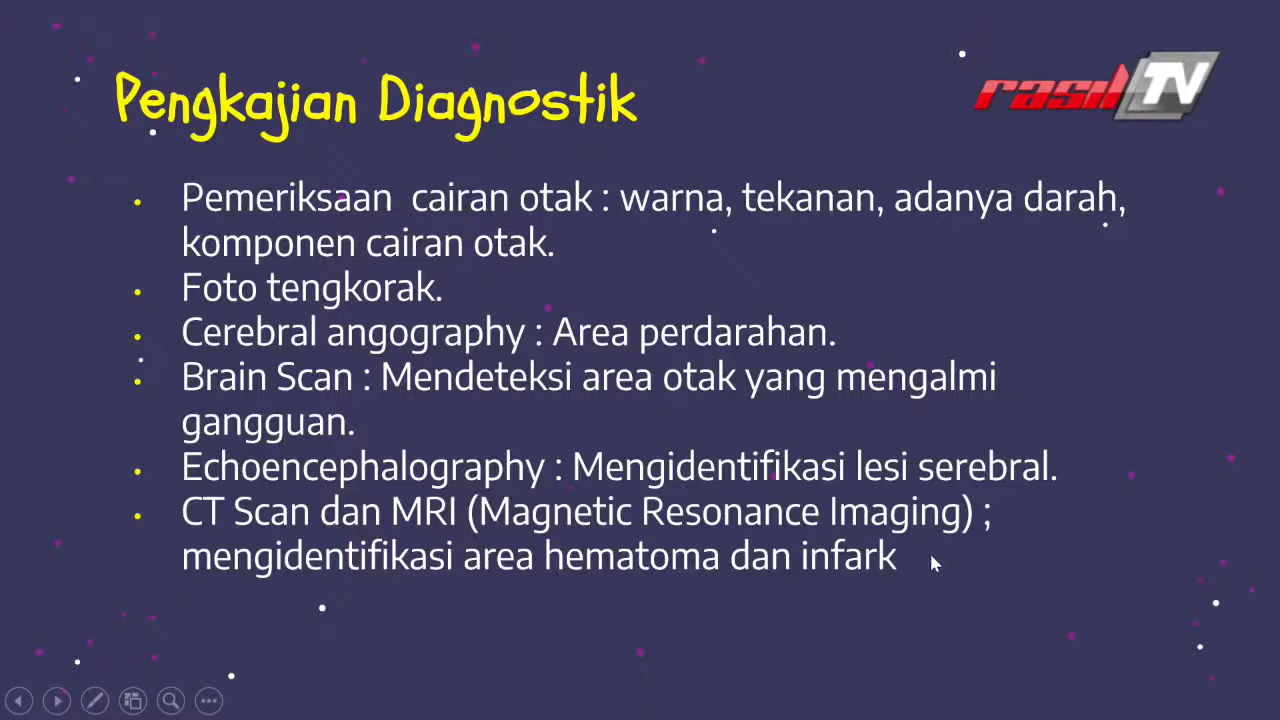 Pengkajian Diagnostik
rasil TV
• Pemeriksaan cairan otak : warna, tekanan, adanya darah,
komponen cairan otak.
• Foto tengkorak.
• Cerebral angography : Area perdarahan.
• Brain Scan : Mendeteksi area otak yang mengalmi
gangguan.
• Echoencephalography : Mengidentifikasi lesi serebral.
• CT Scan dan MRI (Magnetic Resonance Imaging) ;
mengidentifikasi area hematoma dan infark